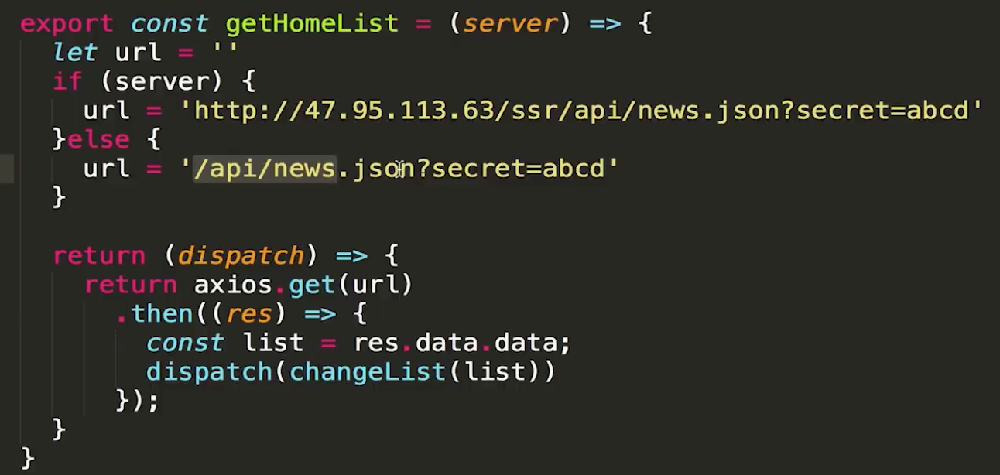 export const getHomeList = (server) => {
  let url = ''
  if (server) {
    url = 'http://47.95.113.63/ssr/api/news.json?secret=abcd'
  }else {
    url = '/api/news.json?secret=abcd'
  }

  return (dispatch) => {
    return axios.get(url)
      .then((res) => {
        const list = res.data.data;
        dispatch(changeList(list))
      });
  }
}